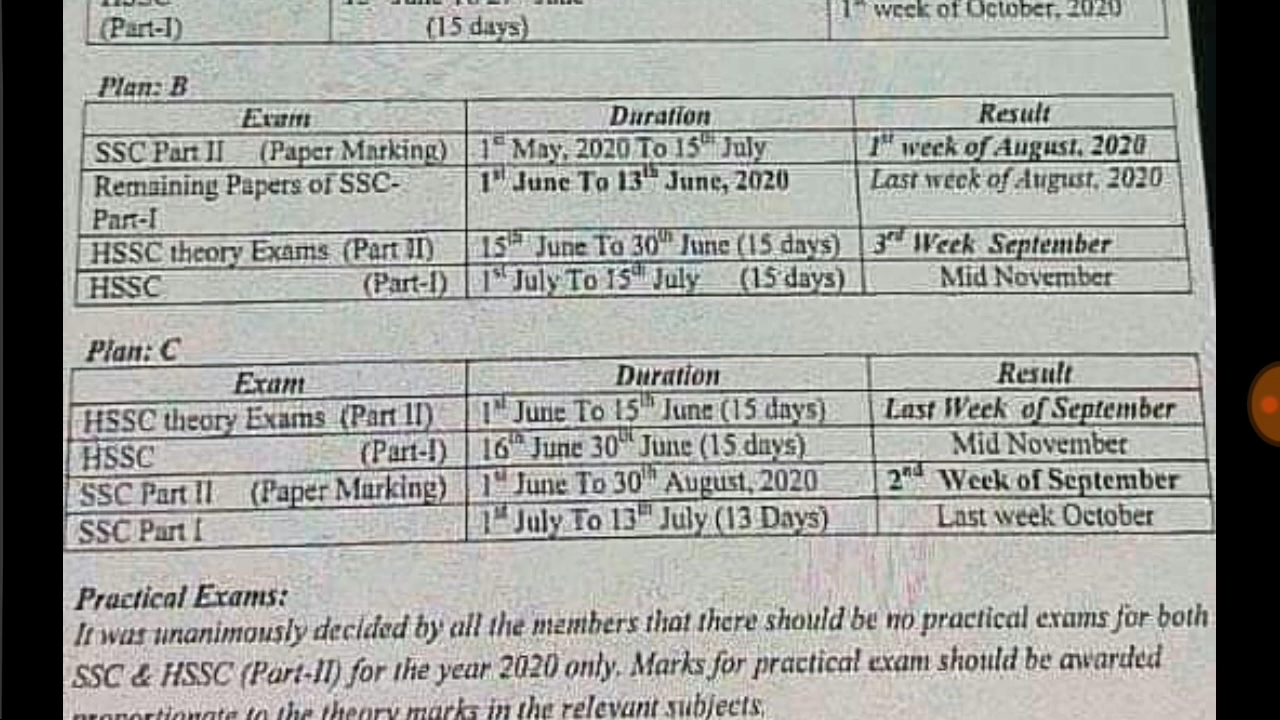 (Part-I) (15 days) 1st week of October, 2020
Plan: B
Exam Duration Result
SSC Part II (Paper Marking) 1st May, 2020 To 15th July 1st week of August, 2020
Remaining Papers of SSC- 1st June To 13th June, 2020 Last week of August, 2020
Part-I
HSSC theory Exams (Part II) 15th June To 30th June (15 days) 3rd Week September
HSSC (Part-I) 1st July To 15th July (15 days) Mid November
Plan: C
Exam Duration Result
HSSC theory Exams (Part II) 1st June To 15th June (15 days) Last Week of September
HSSC (Part-I) 16th June 30th June (15 days) Mid November
SSC Part II (Paper Marking) 1st June To 30th August, 2020 2nd Week of September
SSC Part I 1st July To 13th July (13 Days) Last week October
Practical Exams:
It was unanimously decided by all the members that there should be no practical exams for both
SSC & HSSC (Part-II) for the year 2020 only. Marks for practical exam should be awarded
proportionate to the theory marks in the relevant subjects.